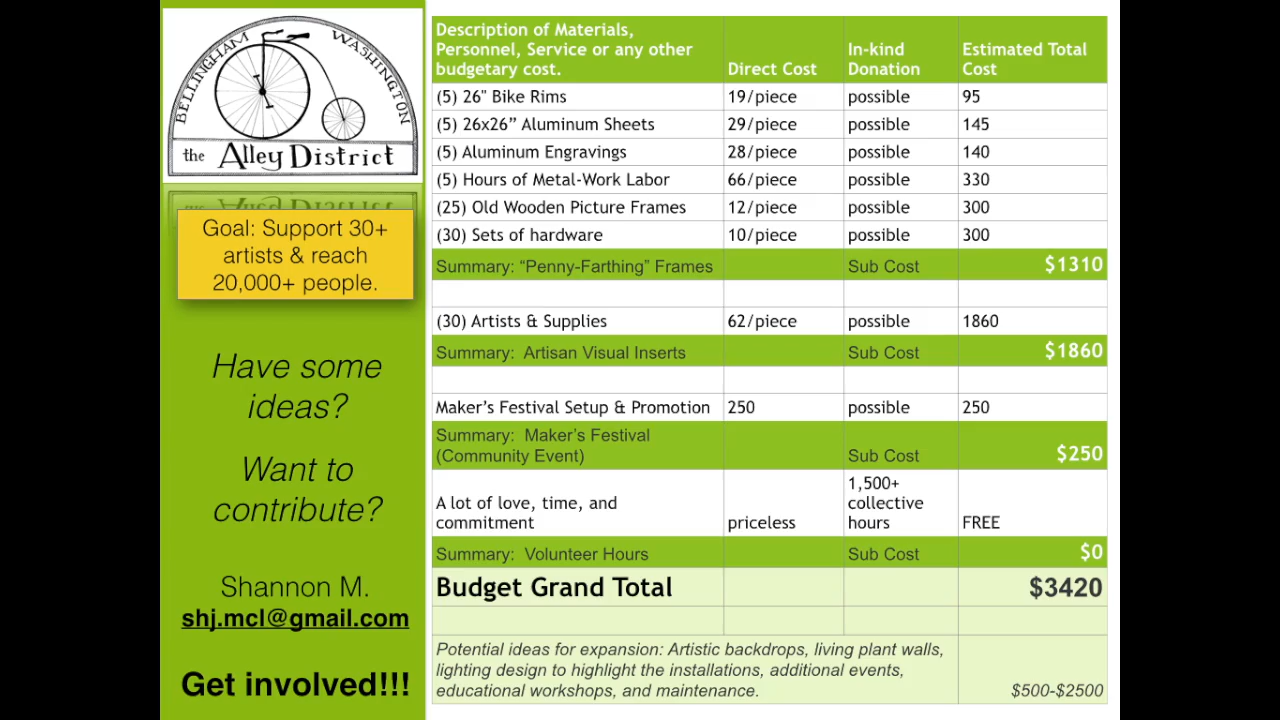 BELLINGHAM WASHINGTON
the Alley District
Goal: Support 30+
artists & reach
20,000+ people.
Have some
ideas?
Want to
contribute?
Shannon M.
shj.mcl@gmail.com
Get involved!!!
Description of Materials,
Personnel, Service or any other
budgetary cost.
Direct Cost
In-kind
Donation
Estimated Total
Cost
(5) 26" Bike Rims 19/piece possible 95
(5) 26x26” Aluminum Sheets 29/piece possible 145
(5) Aluminum Engravings 28/piece possible 140
(5) Hours of Metal-Work Labor 66/piece possible 330
(25) Old Wooden Picture Frames 12/piece possible 300
(30) Sets of hardware 10/piece possible 300
Summary: “Penny-Farthing” Frames Sub Cost $1310
(30) Artists & Supplies 62/piece possible 1860
Summary: Artisan Visual Inserts Sub Cost $1860
Maker’s Festival Setup & Promotion 250 possible 250
Summary: Maker’s Festival
(Community Event) Sub Cost $250
A lot of love, time, and
commitment
priceless
1,500+
collective
hours
FREE
Summary: Volunteer Hours Sub Cost $0
Budget Grand Total $3420
Potential ideas for expansion: Artistic backdrops, living plant walls,
lighting design to highlight the installations, additional events,
educational workshops, and maintenance. $500-$2500